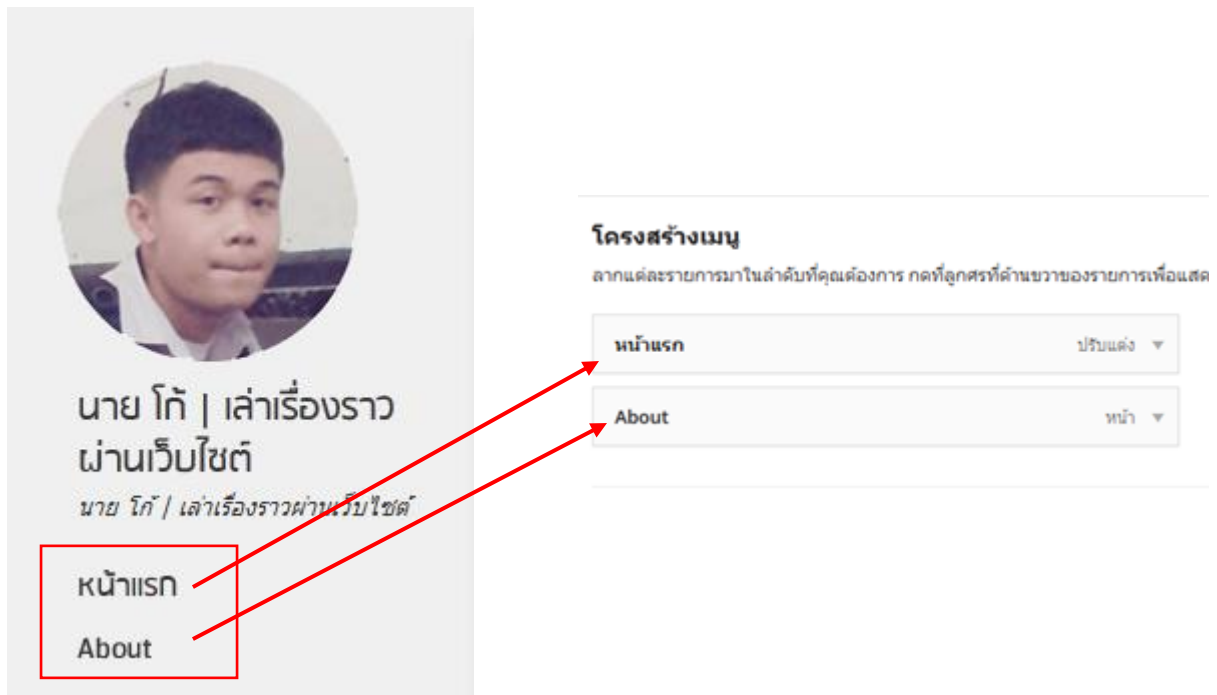 นาย โก้ | เล่าเรื่องราว
ผ่านเว็บไซต์
นาย โก้ | เล่าเรื่องราวผ่านเว็บไซต์
หน้าแรก
About
โครงสร้างเมนู
ลากแต่ละรายการมาในลำดับที่คุณต้องการ กดที่ลูกศรที่ด้านขวาของรายการเพื่อแสด
หน้าแรก ปรับแต่ง
About หน้า